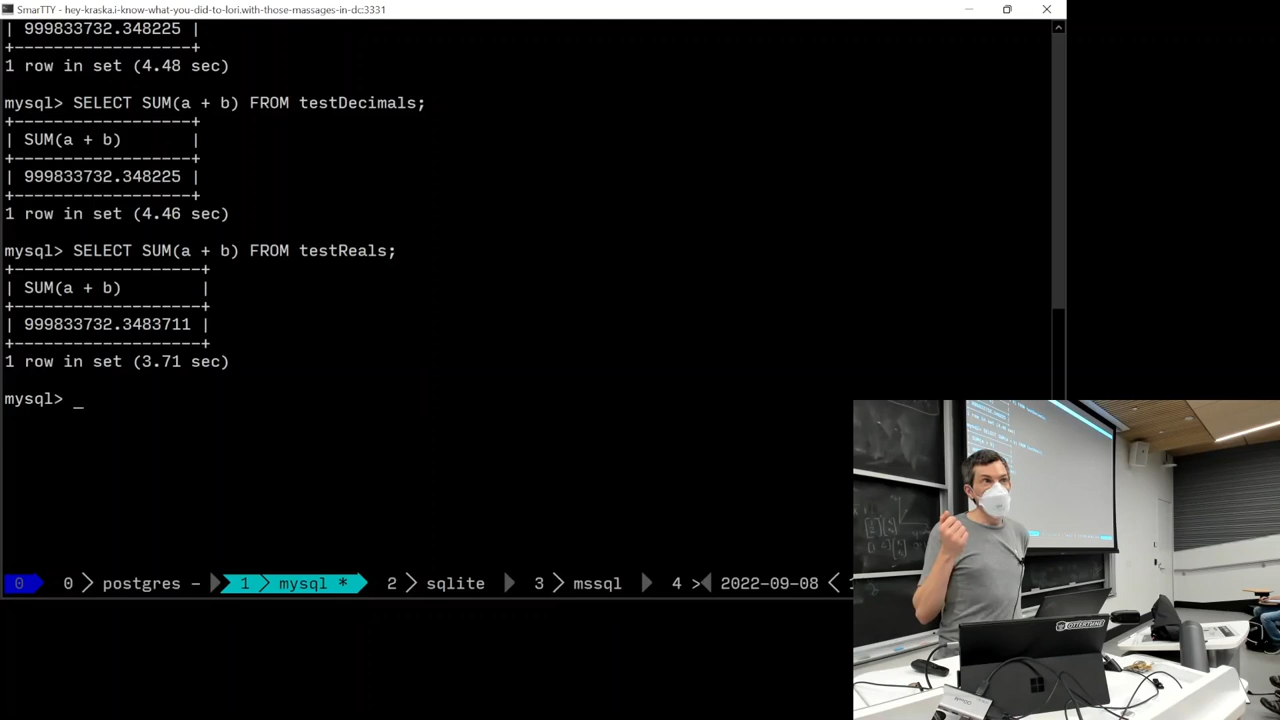 SmarTTY - hey-kraska.i-know-what-you-did-to-lori.with-those-massages-in-dc:3331
| 999833732.348225 |
+------------------+
1 row in set (4.48 sec)
mysql> SELECT SUM(a + b) FROM testDecimals;
+------------------+
| SUM(a + b)       |
+------------------+
| 999833732.348225 |
+------------------+
1 row in set (4.46 sec)
mysql> SELECT SUM(a + b) FROM testReals;
+-------------------+
| SUM(a + b)        |
+-------------------+
| 999833732.3483711 |
+-------------------+
1 row in set (3.71 sec)
mysql> _
0 0 postgres - 1 mysql * 2 sqlite 3 mssql 4 > 2022-09-08
OTTERTUNE